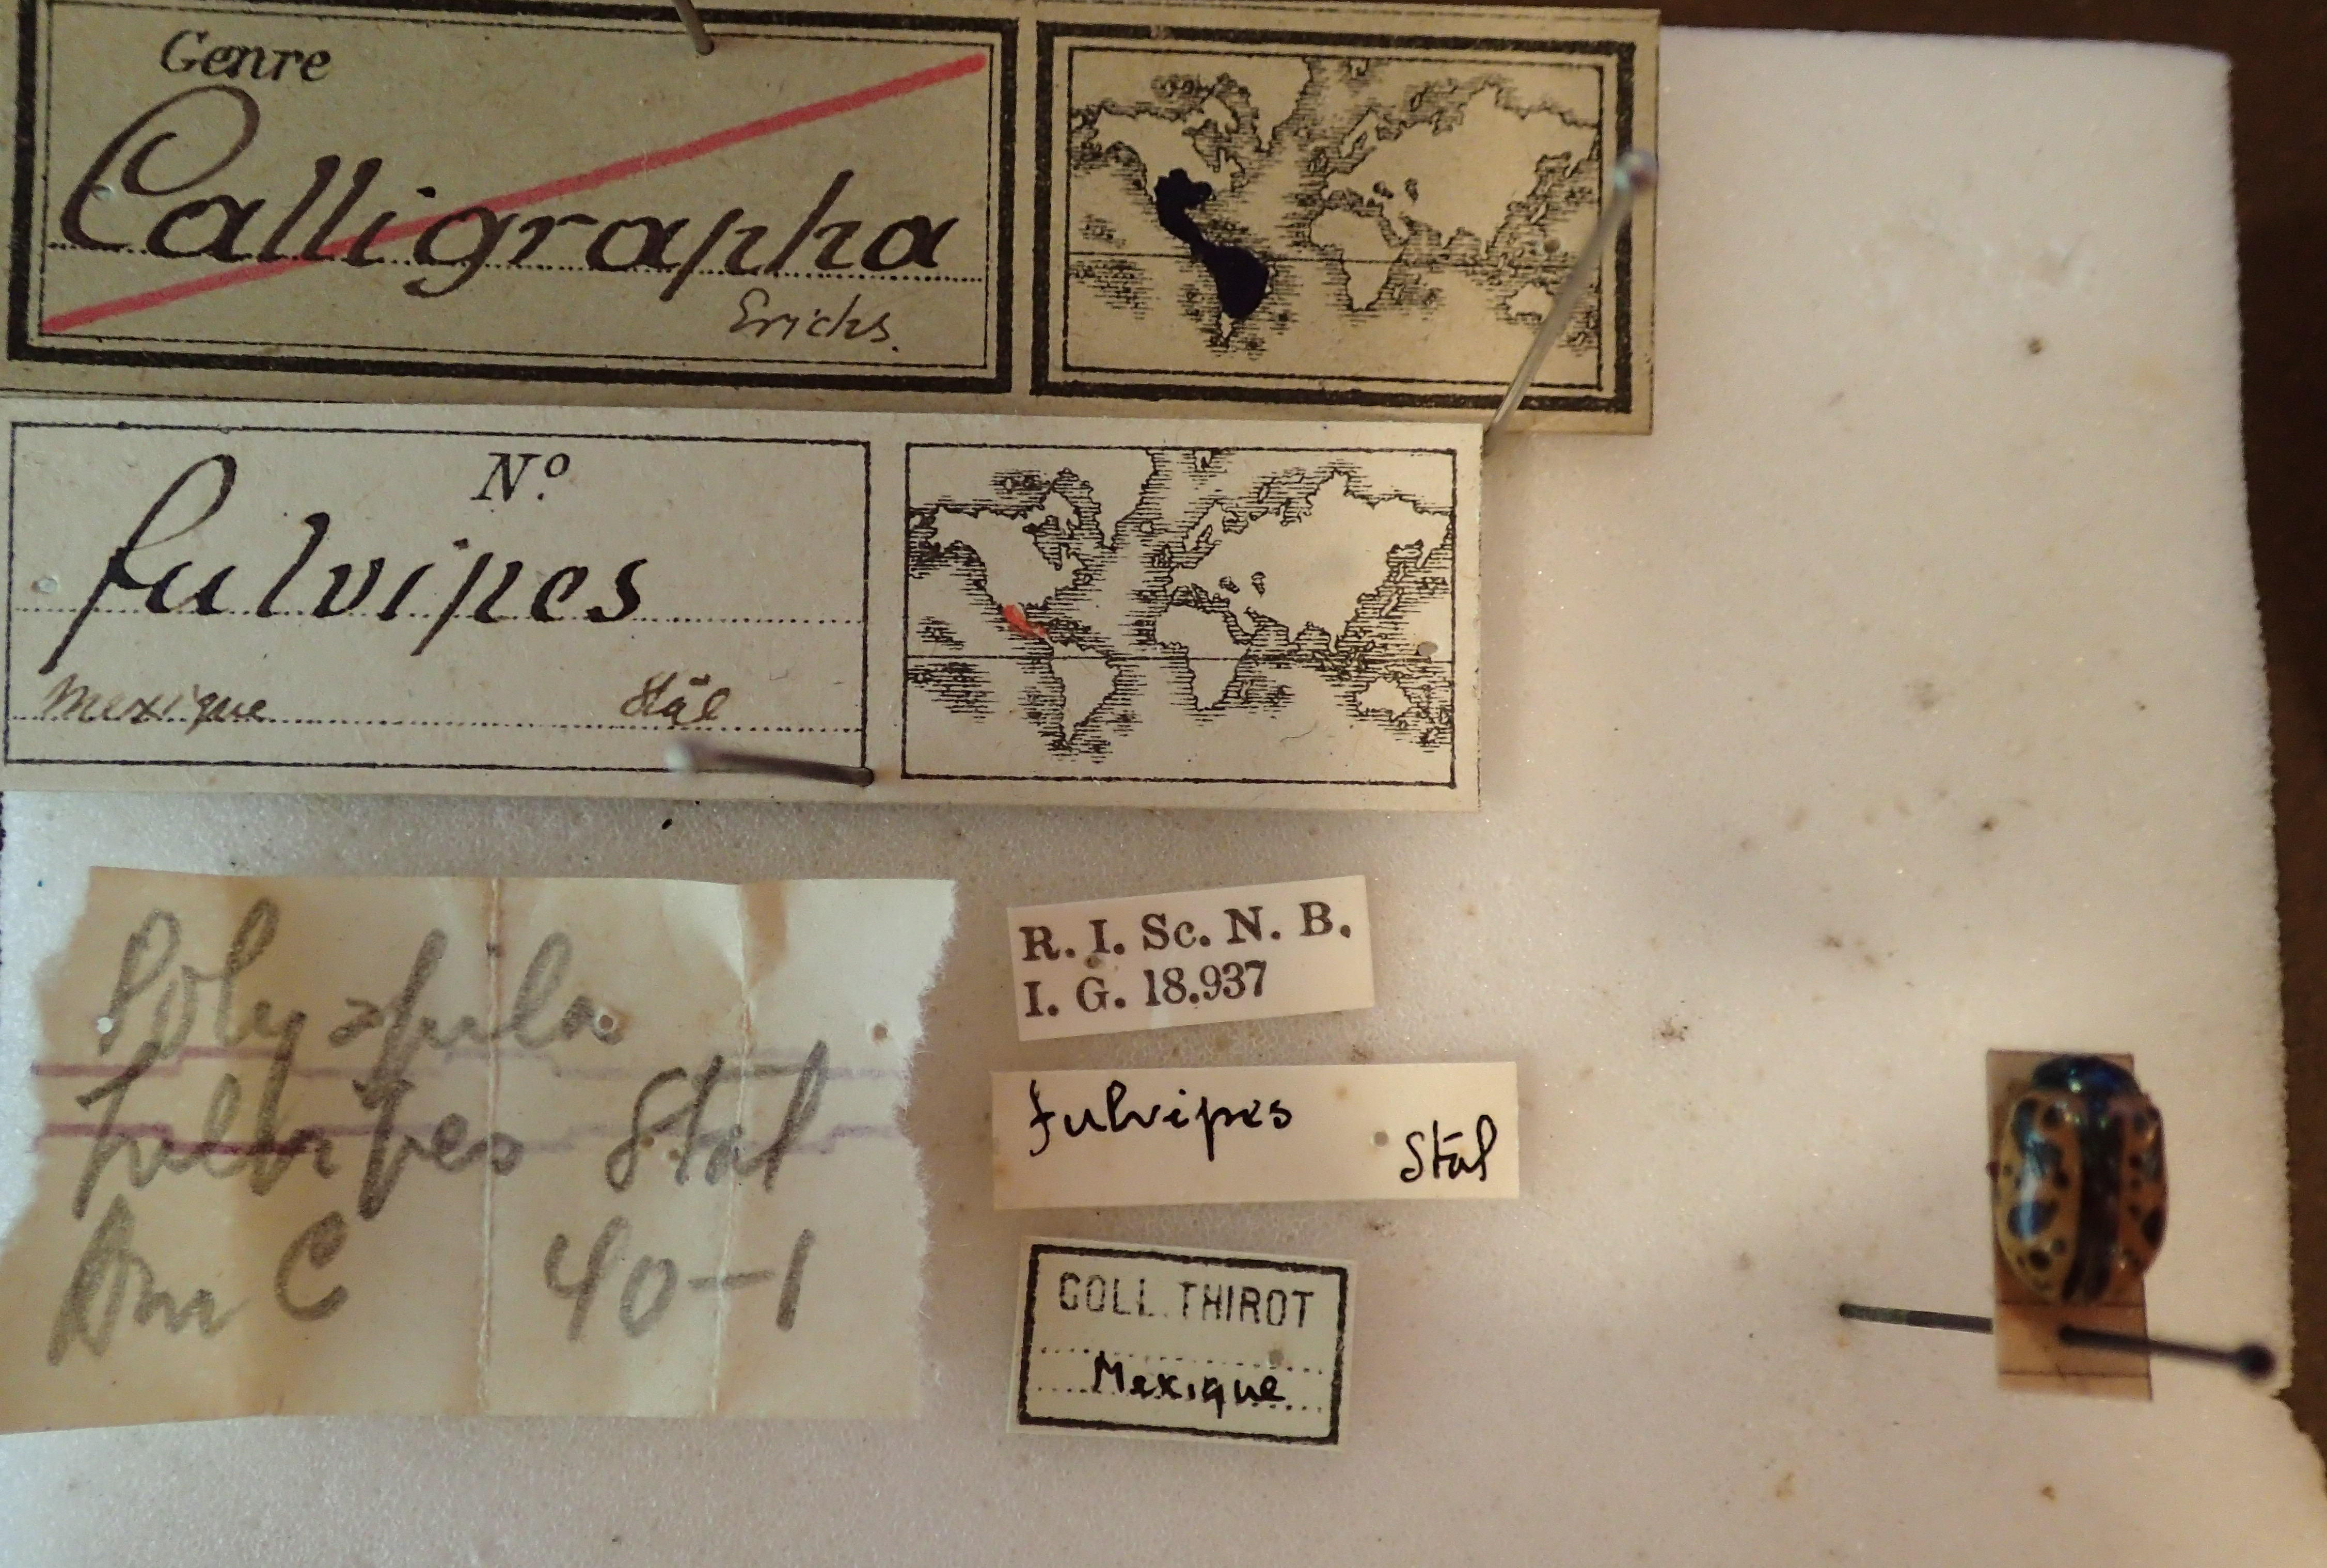 Genre
Calligrapha
Erichs.
Nº
fulvipes
Mexique Stål
Polyspila
fulvipes Stål
Am C 40-1
R. I. Sc. N. B.
I. G. 18.937
fulvipes
Stål
COLL. THIROT
Mexique